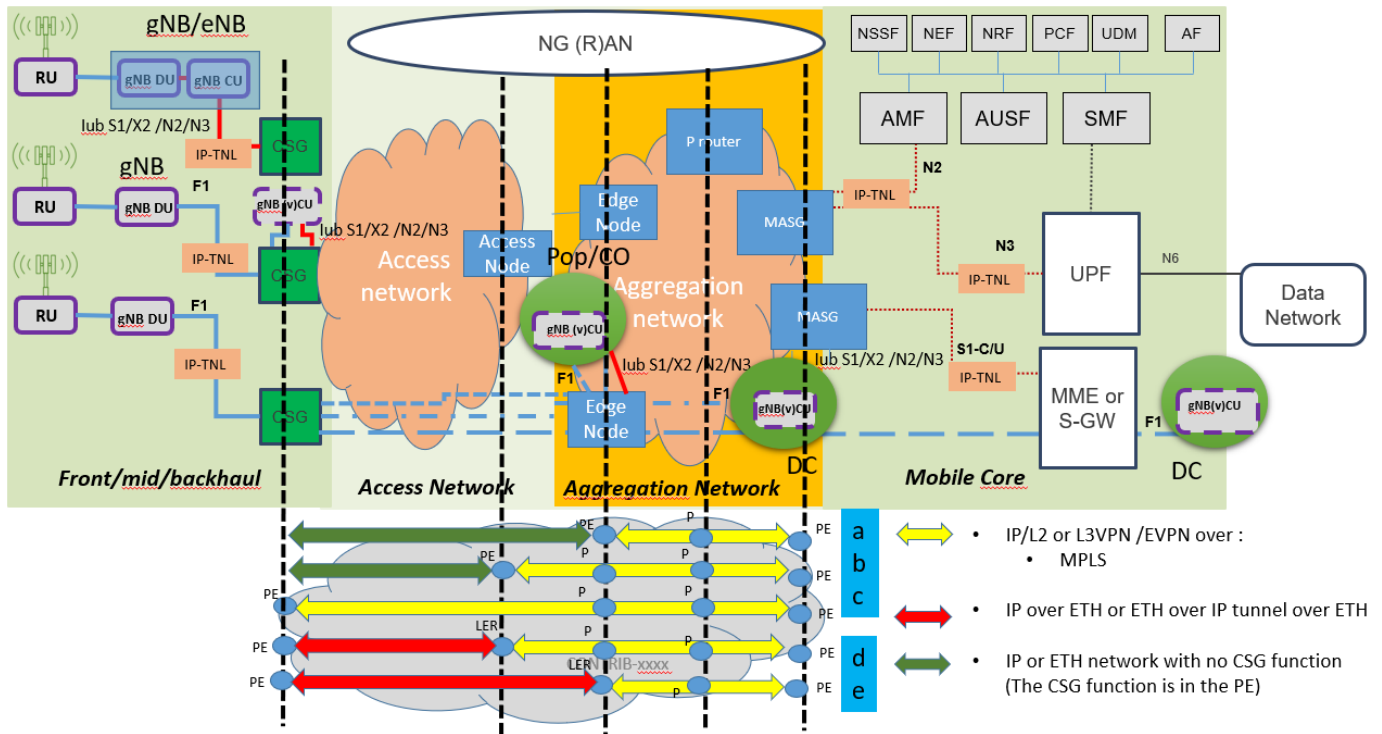 gNB/eNB
RU
gNB DU
gNB CU
Iub S1/X2 /N2/N3
IP-TNL
CSG
gNB
RU
gNB DU
F1
gNB (v)CU
Iub S1/X2 /N2/N3
IP-TNL
CSG
RU
gNB DU
F1
IP-TNL
CSG
Front/mid/backhaul
NG (R)AN
Access
network
Access
Node
Access Network
P router
Edge
Node
Pop/CO
gNB (v)CU
Aggregation
network
MASG
MASG
Iub S1/X2 /N2/N3
Iub S1/X2 /N2/N3
F1
Edge
Node
F1
gNB(v)CU
DC
Aggregation Network
NSSF
NEF
NRF
PCF
UDM
AF
AMF
AUSF
SMF
N2
IP-TNL
N3
IP-TNL
UPF
N6
Data
Network
S1-C/U
IP-TNL
MME or
S-GW
F1
gNB(v)CU
DC
Mobile Core
PE
P
PE
a
PE
P
P
PE
b
PE
P
P
PE
c
PE
LER
P
P
PE
d
PE
LER
P
PE
e
-xxxx
IP/L2 or L3VPN /EVPN over :
• MPLS
• IP over ETH or ETH over IP tunnel over ETH
• IP or ETH network with no CSG function
(The CSG function is in the PE)